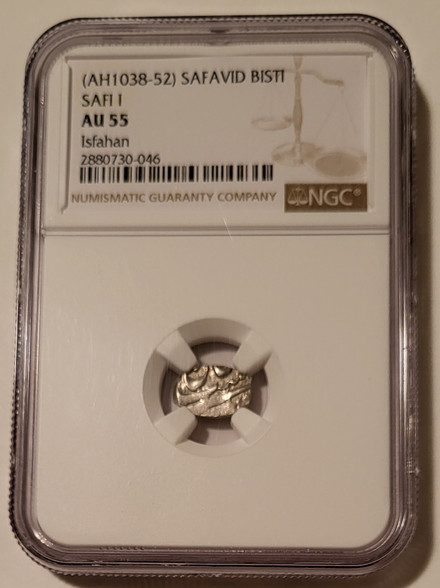 (AH1038-52) SAFAVID BISTI
SAFI I
AU 55
Isfahan
2880730-046
NUMISMATIC GUARANTY COMPANY
NGC®